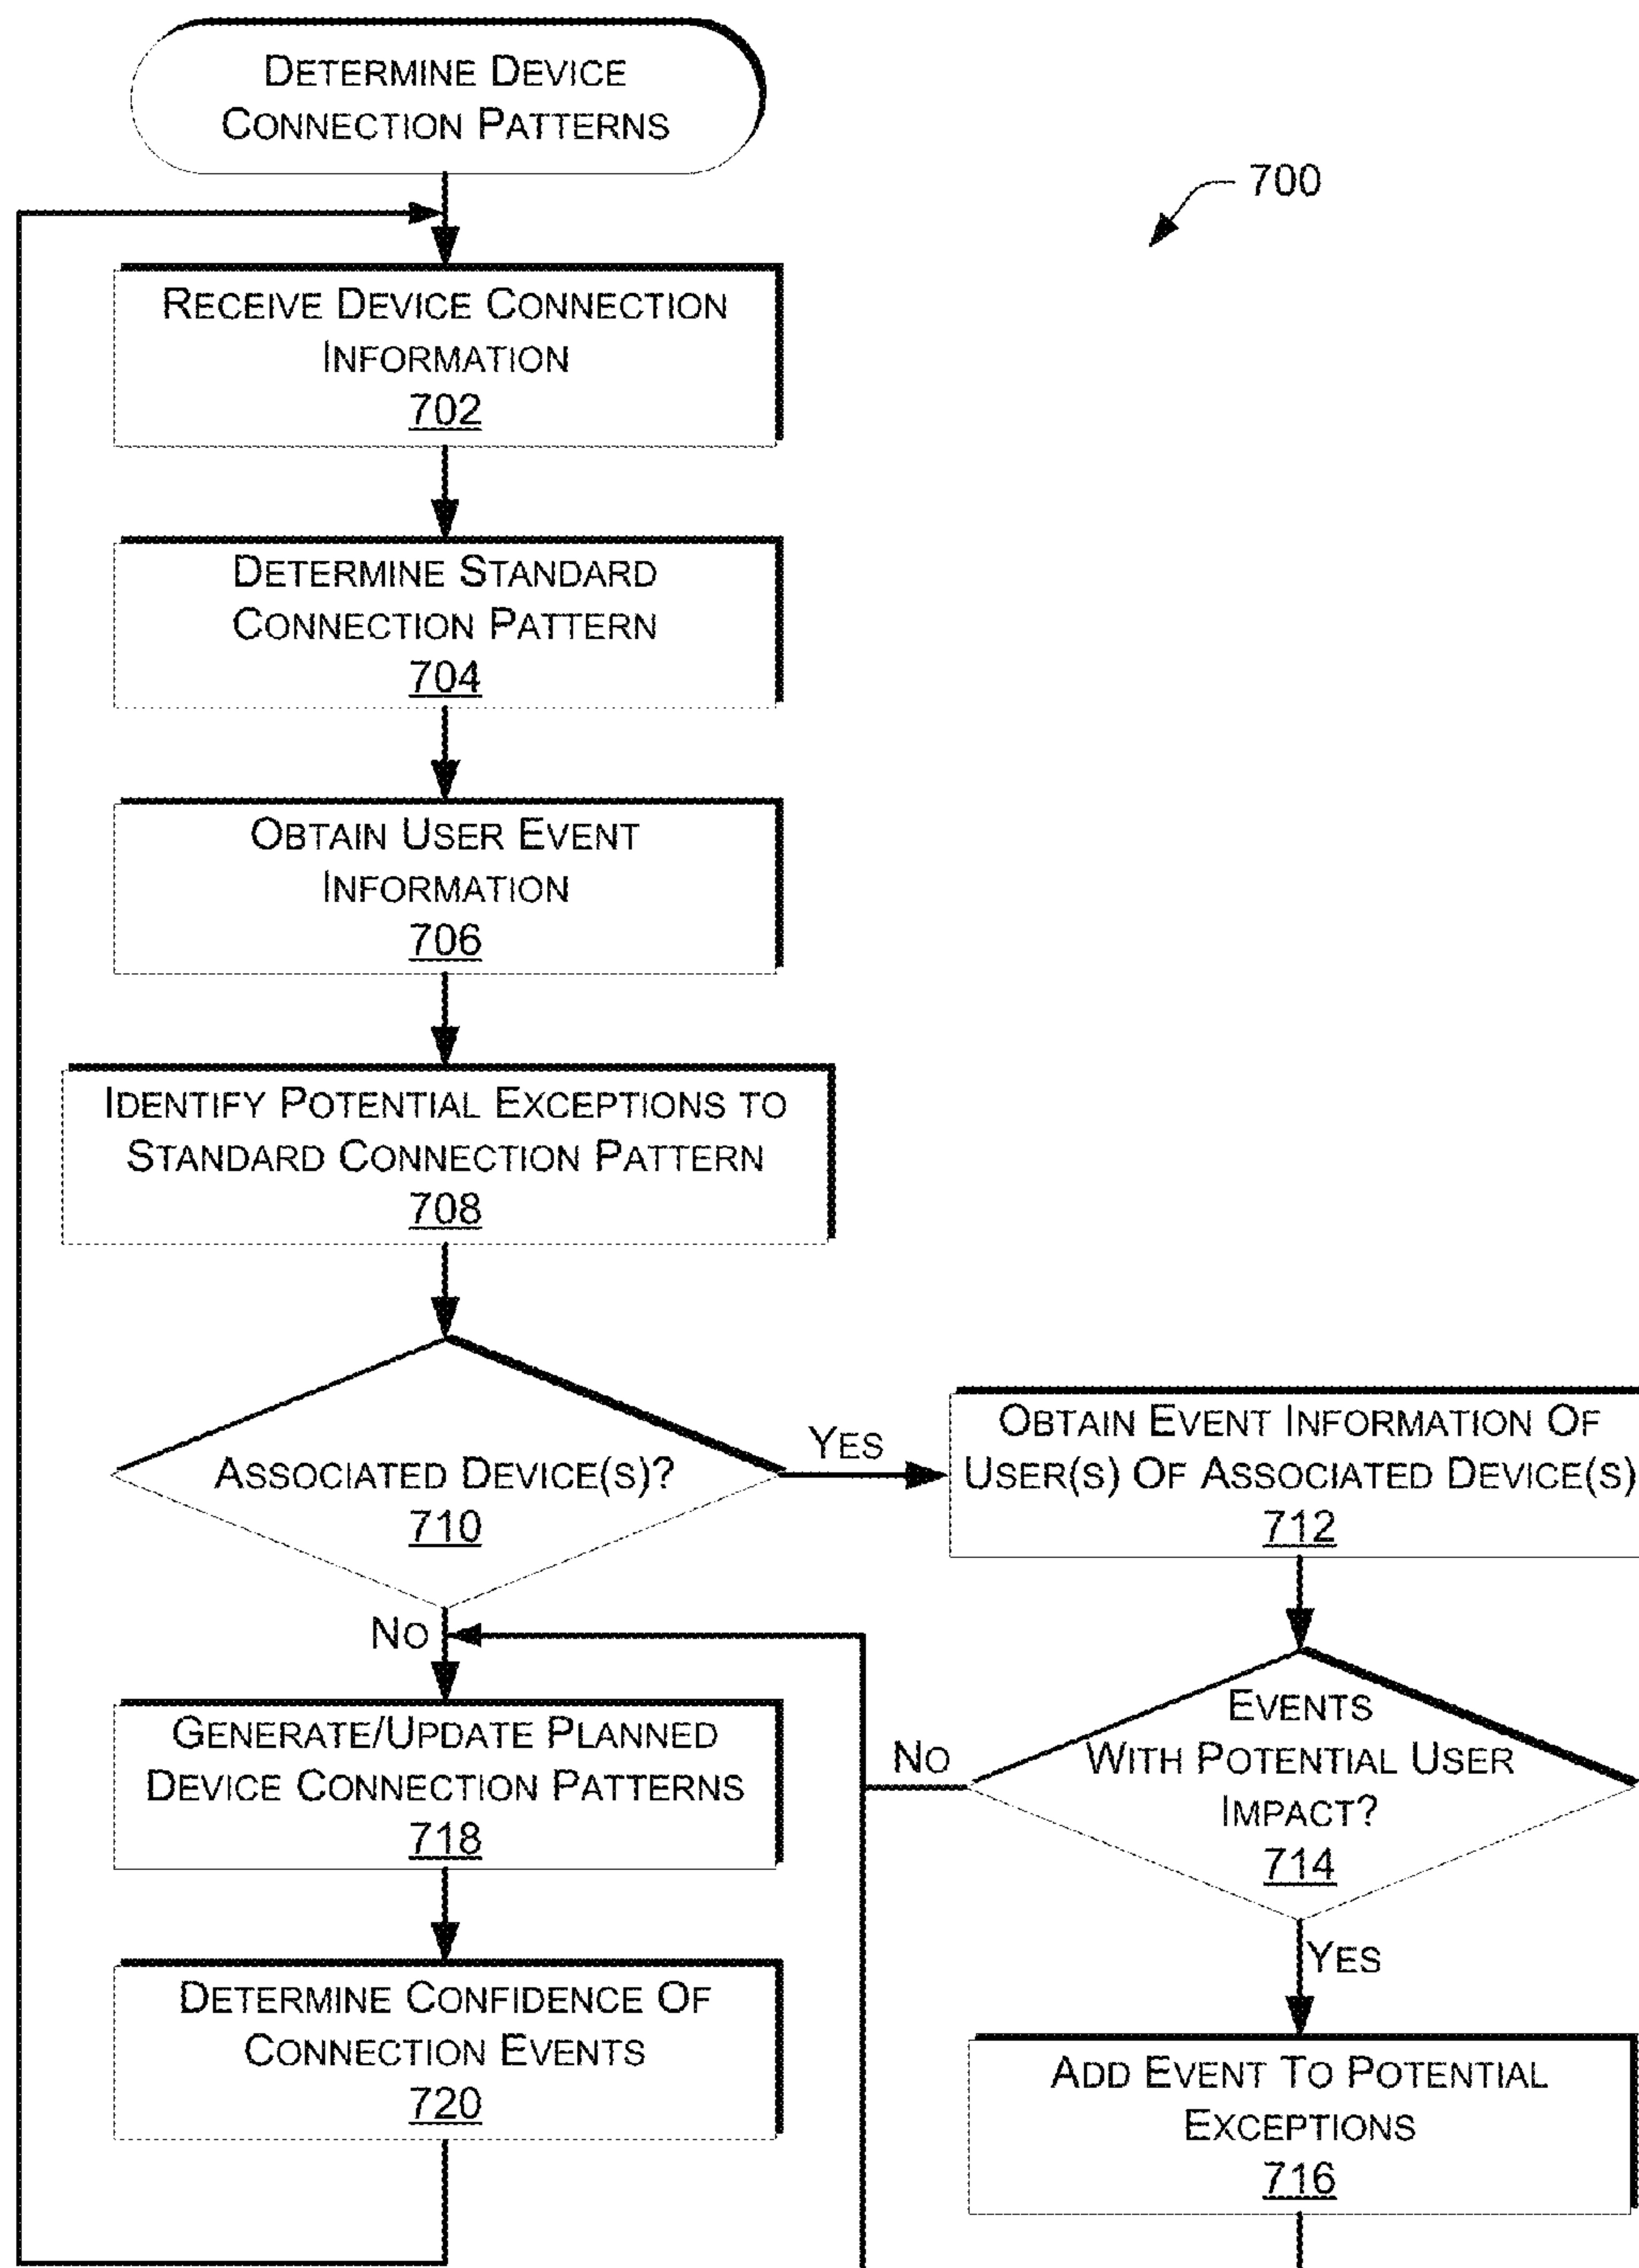 DETERMINE DEVICE
CONNECTION PATTERNS
700
RECEIVE DEVICE CONNECTION
INFORMATION
702
DETERMINE STANDARD
CONNECTION PATTERN
704
OBTAIN USER EVENT
INFORMATION
706
IDENTIFY POTENTIAL EXCEPTIONS TO
STANDARD CONNECTION PATTERN
708
ASSOCIATED DEVICE(S)?
710
YES
OBTAIN EVENT INFORMATION OF
USER(S) OF ASSOCIATED DEVICE(S)
712
NO
EVENTS
WITH POTENTIAL USER
IMPACT?
714
NO
YES
ADD EVENT TO POTENTIAL
EXCEPTIONS
716
GENERATE/UPDATE PLANNED
DEVICE CONNECTION PATTERNS
718
DETERMINE CONFIDENCE OF
CONNECTION EVENTS
720